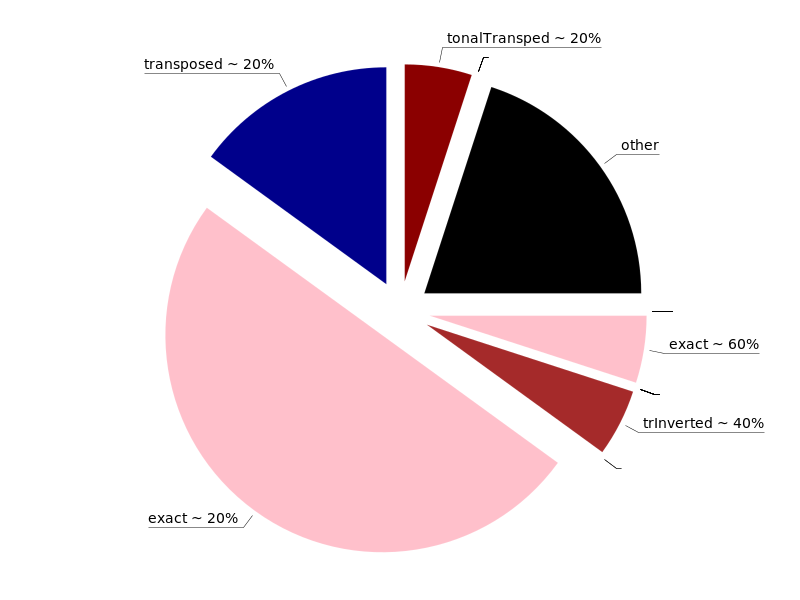 tonalTransped ~ 20%
transposed ~ 20%
other
exact ~ 60%
trInverted ~ 40%
exact ~ 20%